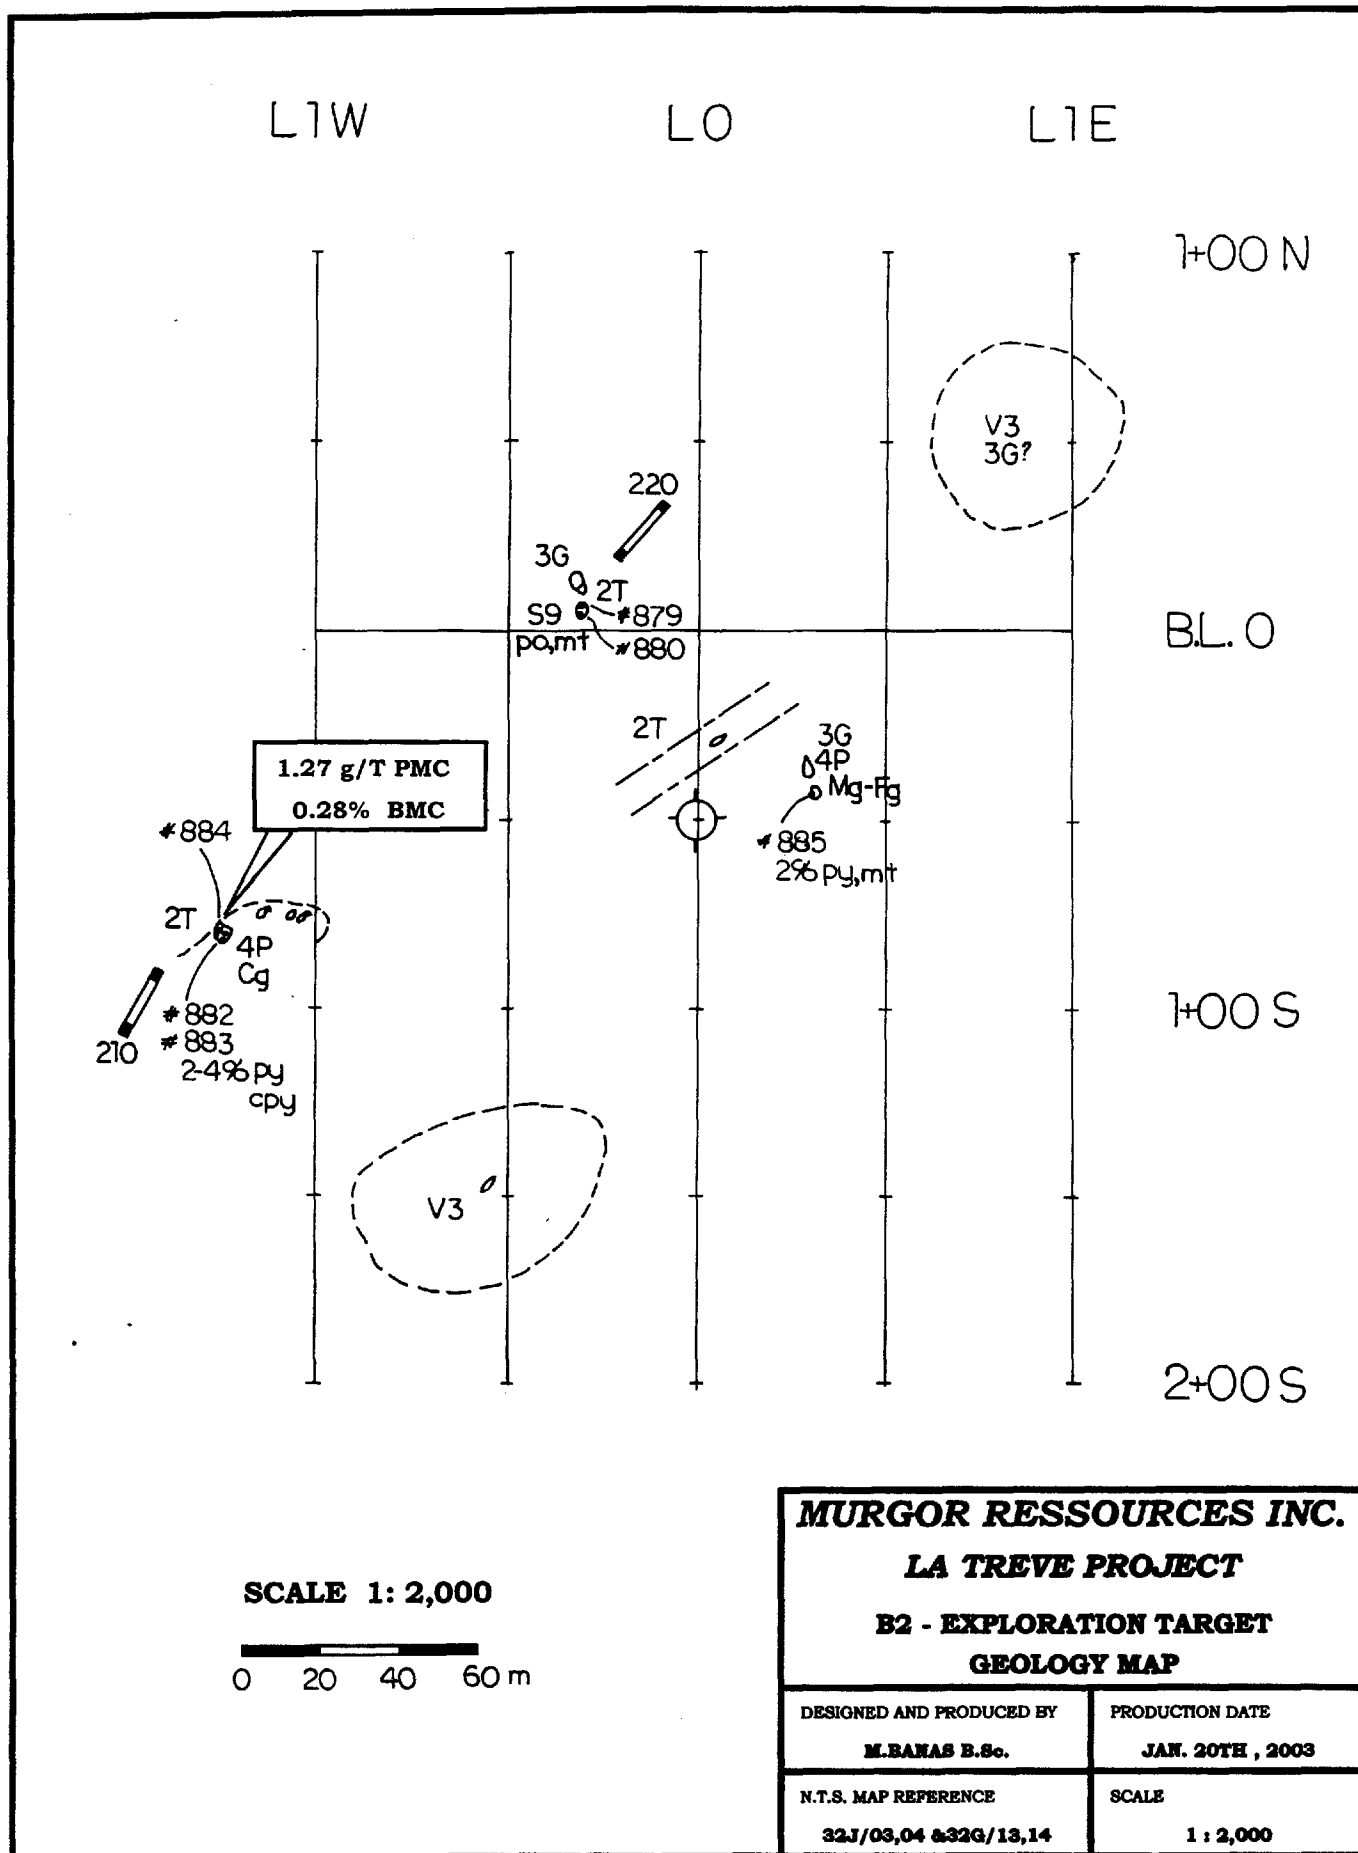 L1W
L0
L1E
1+00 N
V3
3G?
220
3G
2T
S9
#879
po,mt
#880
B.L. 0
2T
3G
4P
Mg-Fg
1.27 g/T PMC
0.28% BMC
#884
#885
2% py,mt
2T
4P
Cg
#882
#883
210
2-4% py
cpy
1+00 S
V3
2+00 S
SCALE 1: 2,000
0 20 40 60 m
MURGOR RESSOURCES INC.
LA TREVE PROJECT
B2 - EXPLORATION TARGET
GEOLOGY MAP
DESIGNED AND PRODUCED BY
M.BANAS B.Sc.
PRODUCTION DATE
JAN. 20TH , 2003
N.T.S. MAP REFERENCE
32J/03,04 &32G/13,14
SCALE
1 : 2,000